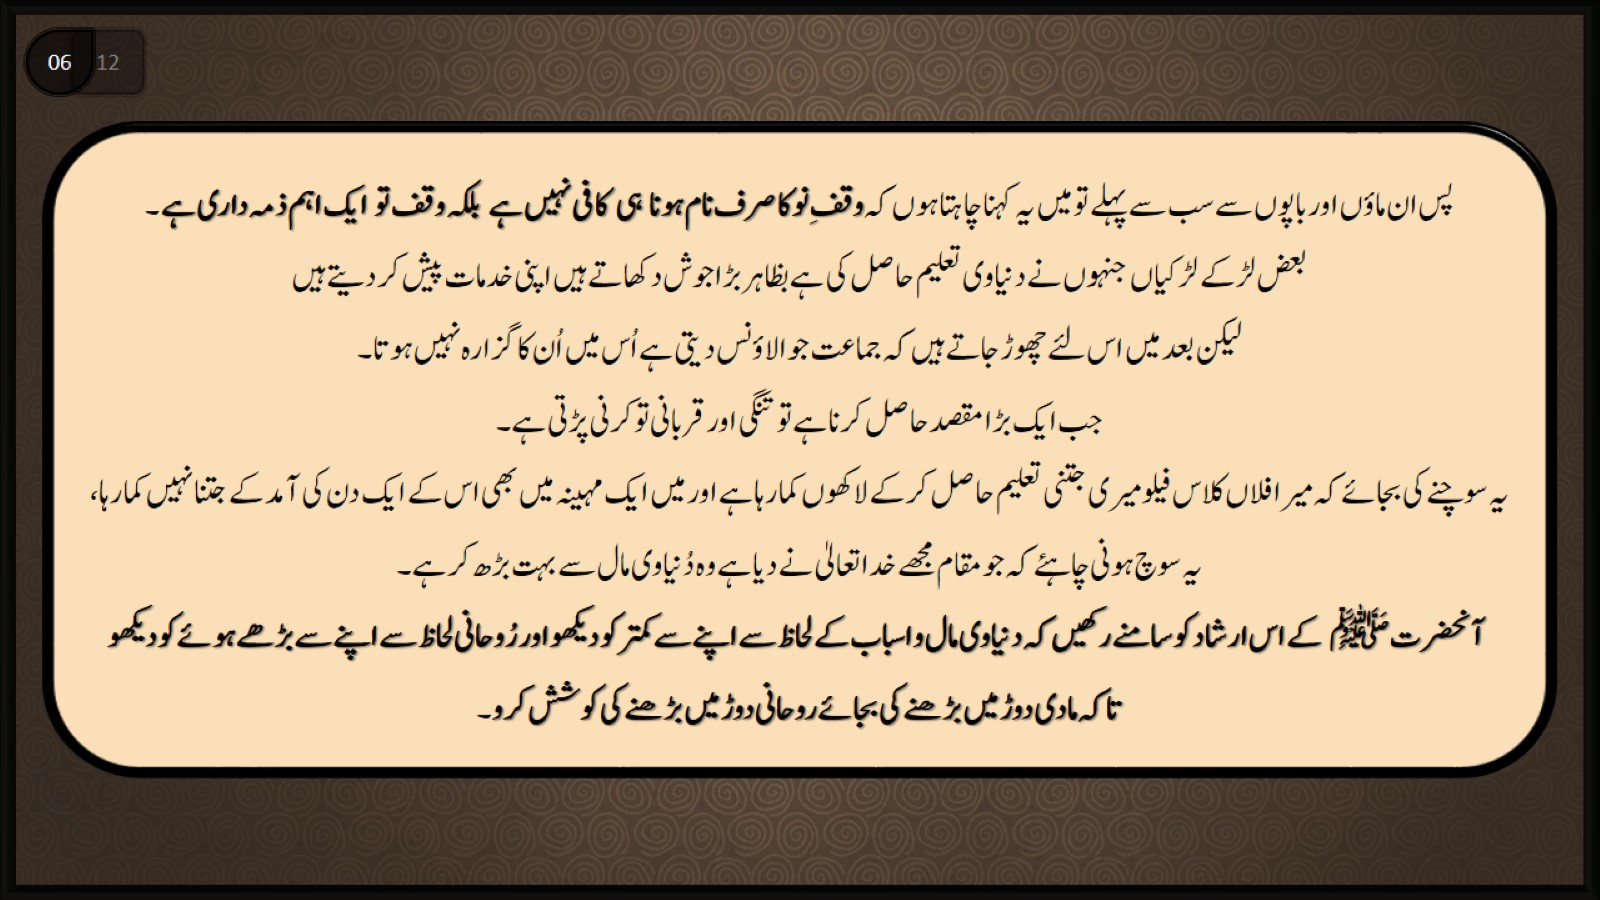 06
12
پس ان ماؤں اور باپوں سے سب سے پہلے تو میں یہ کہنا چاہتا ہوں کہ وقفِ نو کا صرف نام ہونا ہی کافی نہیں ہے بلکہ وقف تو ایک اہم ذمہ داری ہے۔
بعض لڑکے لڑکیاں جنہوں نے دنیاوی تعلیم حاصل کی ہے بظاہر بڑا جوش دکھاتے ہیں اپنی خدمات پیش کر دیتے ہیں
لیکن بعد میں اس لئے چھوڑ جاتے ہیں کہ جماعت جو الاؤنس دیتی ہے اُس میں اُن کا گزارہ نہیں ہوتا۔
جب ایک بڑا مقصد حاصل کرنا ہے تو تنگی اور قربانی تو کرنی پڑتی ہے۔
یہ سوچنے کی بجائے کہ میرا فلاں کلاس فیلو میری جتنی تعلیم حاصل کر کے لاکھوں کما رہا ہے اور میں ایک مہینہ میں بھی اس کے ایک دن کی آمد کے جتنا نہیں کما رہا،
یہ سوچ ہونی چاہئے کہ جو مقام مجھے خدا تعالیٰ نے دیا ہے وہ دُنیاوی مال سے بہت بڑھ کر ہے۔
آنحضرت ﷺ کے اس ارشاد کو سامنے رکھیں کہ دنیاوی مال و اسباب کے لحاظ سے اپنے سے کمتر کو دیکھو اور رُوحانی لحاظ سے اپنے سے بڑھے ہوئے کو دیکھو
تا کہ مادی دوڑ میں بڑھنے کی بجائے روحانی دوڑ میں بڑھنے کی کوشش کرو۔